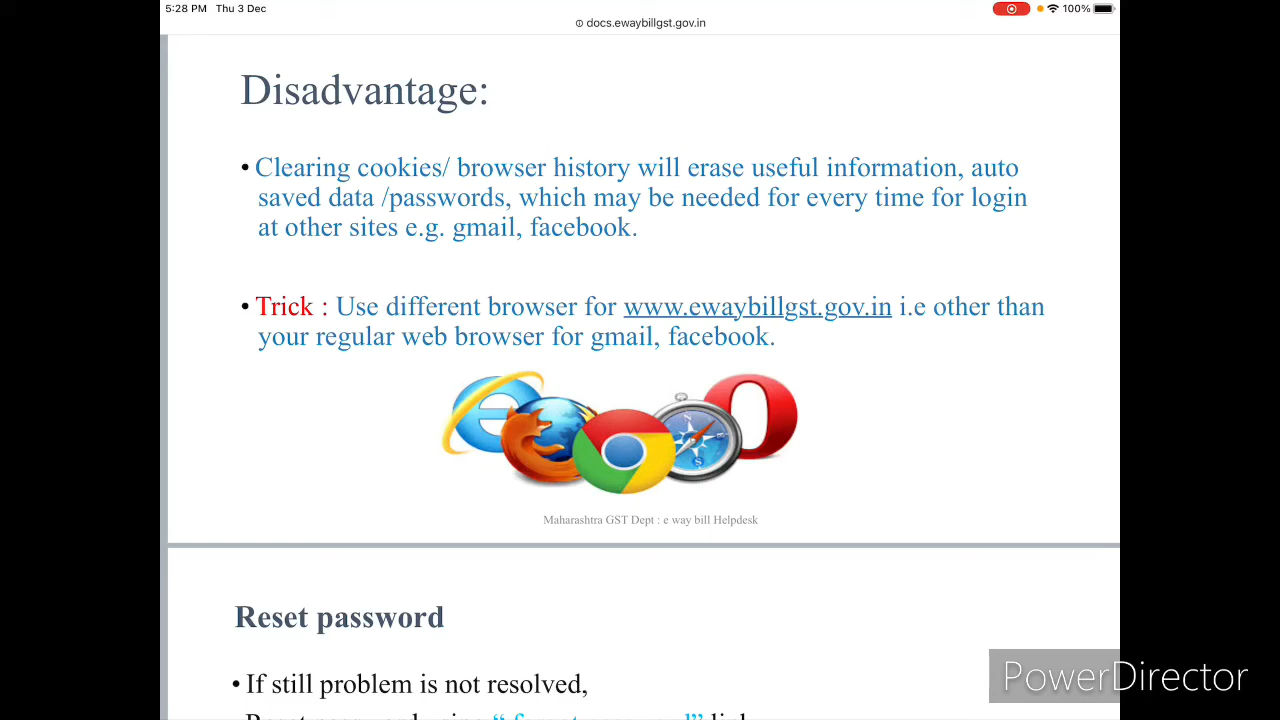 5:28 PM Thu 3 Dec
100%
docs.ewaybillgst.gov.in
Disadvantage:
• Clearing cookies/ browser history will erase useful information, auto
saved data /passwords, which may be needed for every time for login
at other sites e.g. gmail, facebook.
• Trick : Use different browser for www.ewaybillgst.gov.in i.e other than
your regular web browser for gmail, facebook.
Maharashtra GST Dept : e way bill Helpdesk
Reset password
• If still problem is not resolved,
PowerDirector